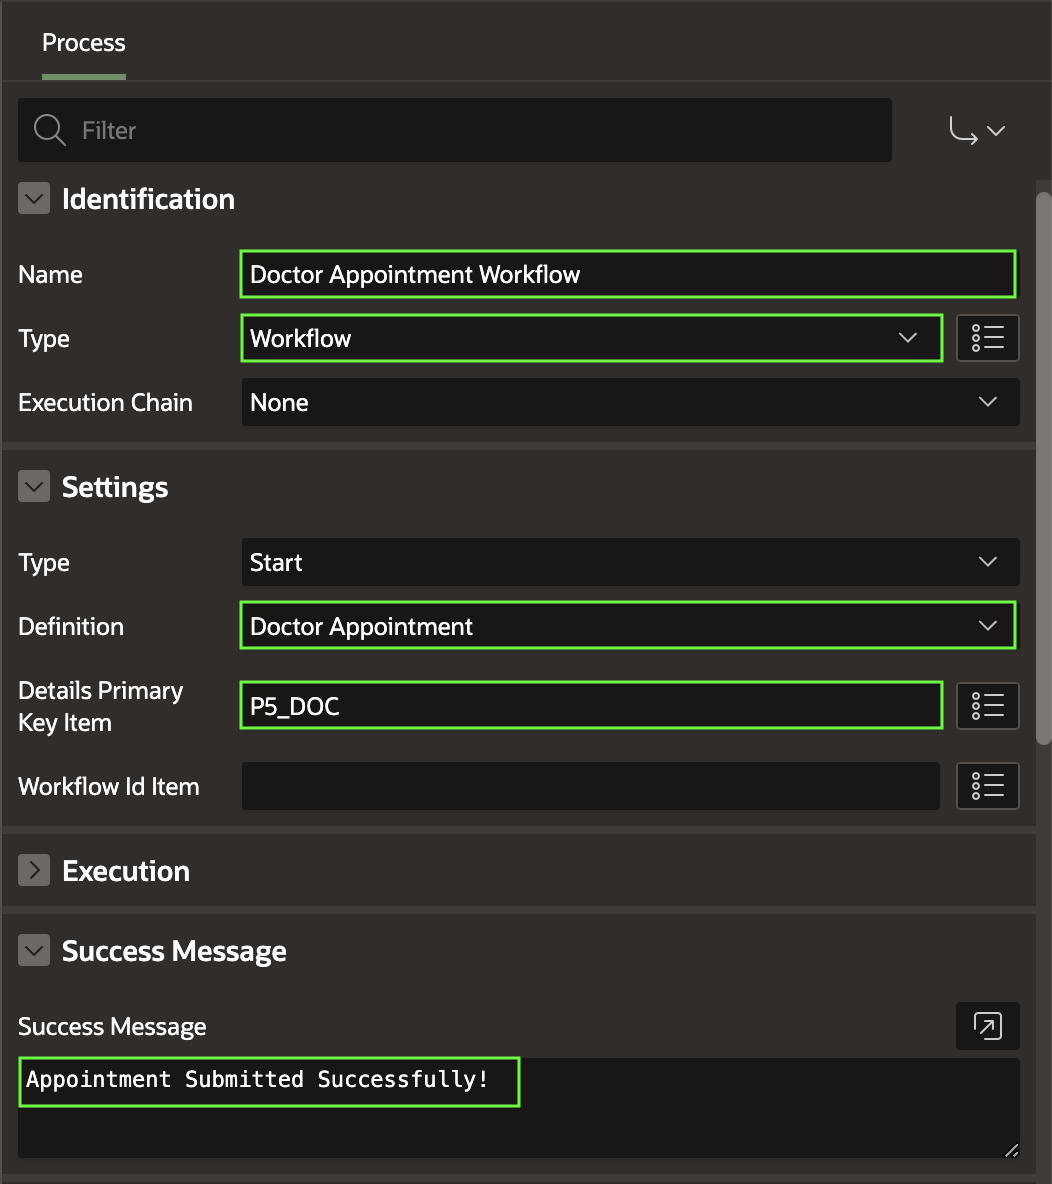 Process
Filter
Identification
Name Doctor Appointment Workflow
Type Workflow
Execution Chain None
Settings
Type Start
Definition Doctor Appointment
Details Primary
Key Item P5_DOC
Workflow Id Item
Execution
Success Message
Success Message
Appointment Submitted Successfully!